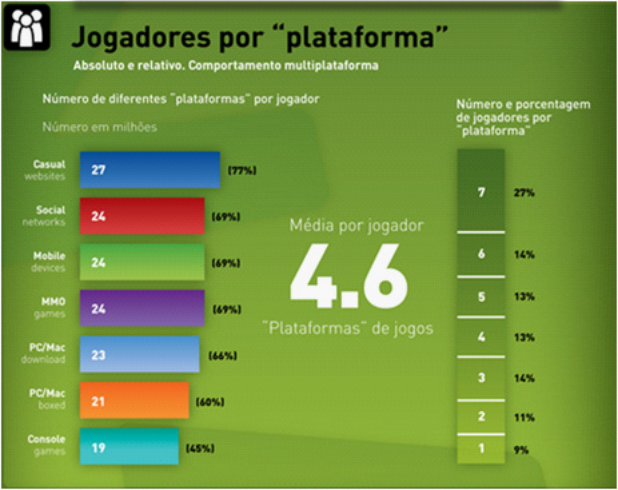 Jogadores por “plataforma”
Absoluto e relativo. Comportamento multiplataforma
Número de diferentes “plataformas” por jogador
Número em milhões
Casual
websites
27
(77%)
Social
networks
24
(69%)
Mobile
devices
24
(69%)
MMO
games
24
(69%)
PC/Mac
download
23
(66%)
PC/Mac
boxed
21
(60%)
Console
games
19
(45%)
Média por jogador
4.6
“Plataformas” de jogos
Número e porcentagem
de jogadores por
“plataforma”
7 27%
6 14%
5 13%
4 13%
3 14%
2 11%
1 9%